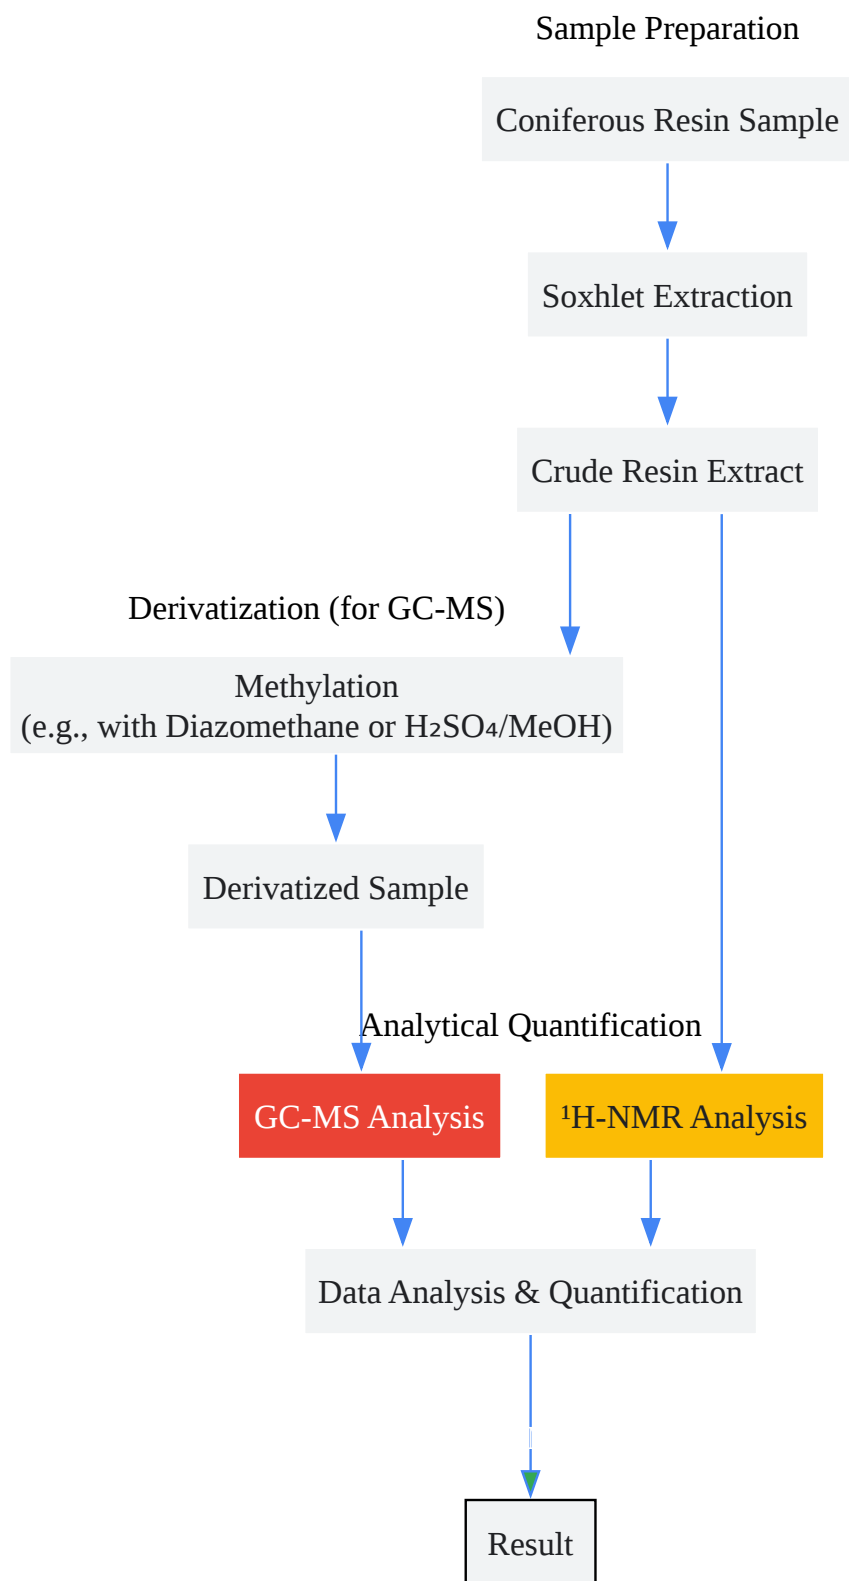 Sample Preparation
Coniferous Resin Sample
Soxhlet Extraction
Crude Resin Extract
Derivatization (for GC-MS)
Methylation
(e.g., with Diazomethane or H₂SO₄/MeOH)
Derivatized Sample
Analytical Quantification
GC-MS Analysis
¹H-NMR Analysis
Data Analysis & Quantification
Result